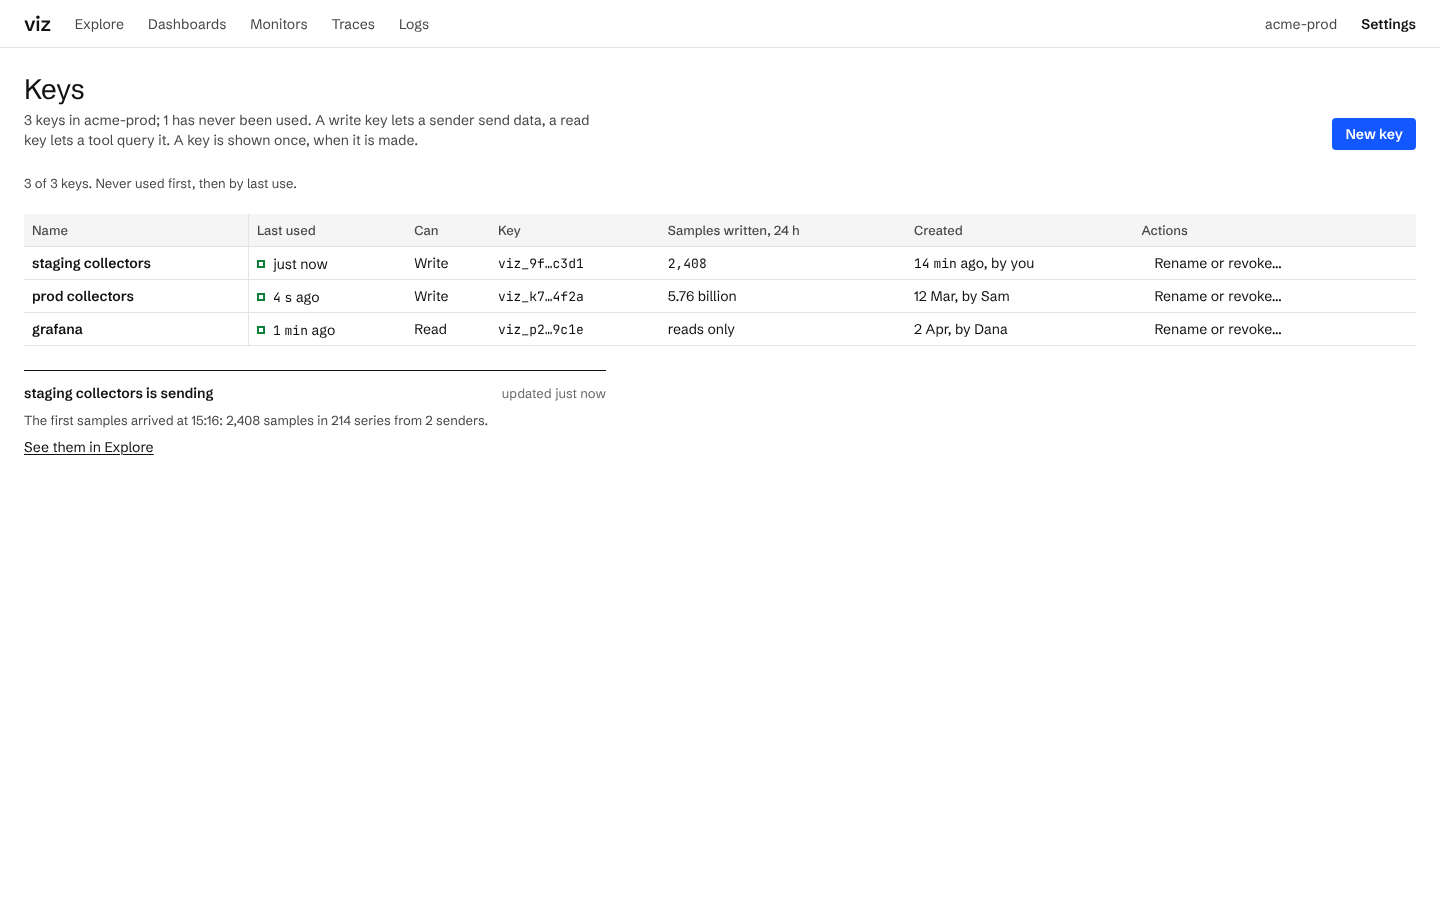 viz Explore Dashboards Monitors Traces Logs acme-prod Settings
Keys
3 keys in acme-prod; 1 has never been used. A write key lets a sender send data, a read
key lets a tool query it. A key is shown once, when it is made.
New key
3 of 3 keys. Never used first, then by last use.
Name Last used Can Key Samples written, 24 h Created Actions
staging collectors just now Write viz_9f…c3d1 2,408 14 min ago, by you Rename or revoke…
prod collectors 4 s ago Write viz_k7…4f2a 5.76 billion 12 Mar, by Sam Rename or revoke…
grafana 1 min ago Read viz_p2…9c1e reads only 2 Apr, by Dana Rename or revoke…
staging collectors is sending updated just now
The first samples arrived at 15:16: 2,408 samples in 214 series from 2 senders.
See them in Explore